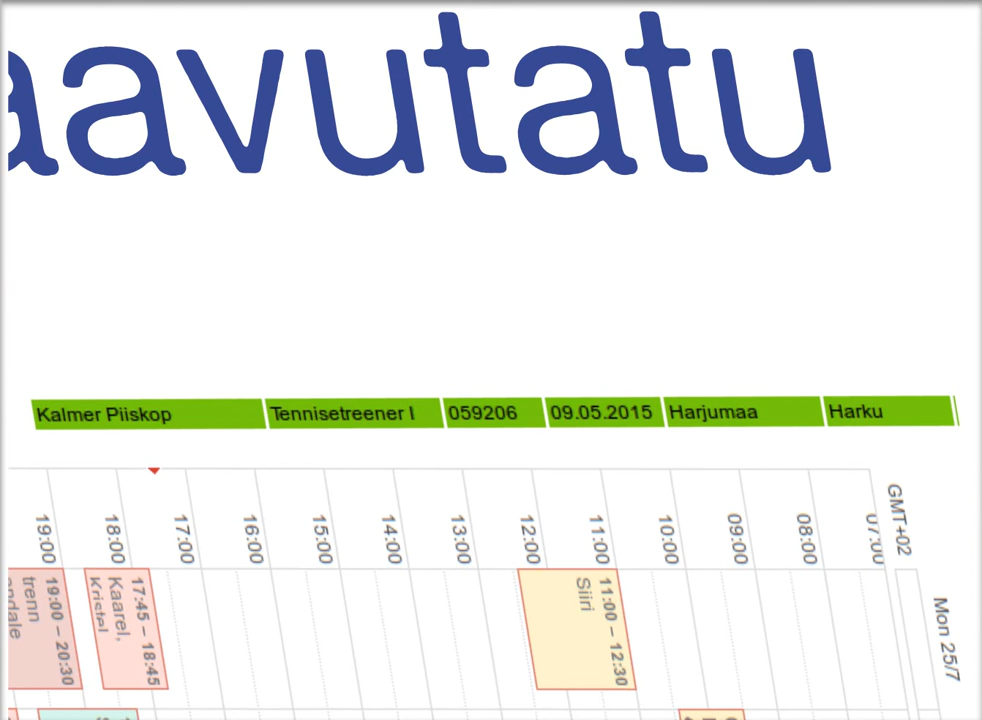 aavutatu
Kalmer Piiskop Tennisetreener I 059206 09.05.2015 Harjumaa Harku
GMT+02
07:00
08:00
09:00
10:00
11:00
12:00
13:00
14:00
15:00
16:00
17:00
18:00
19:00
Mon 25/7
11:00 – 12:30
Siiri
17:45 – 18:45
Kaarel,
Kristel
19:00 – 20:30
trenn